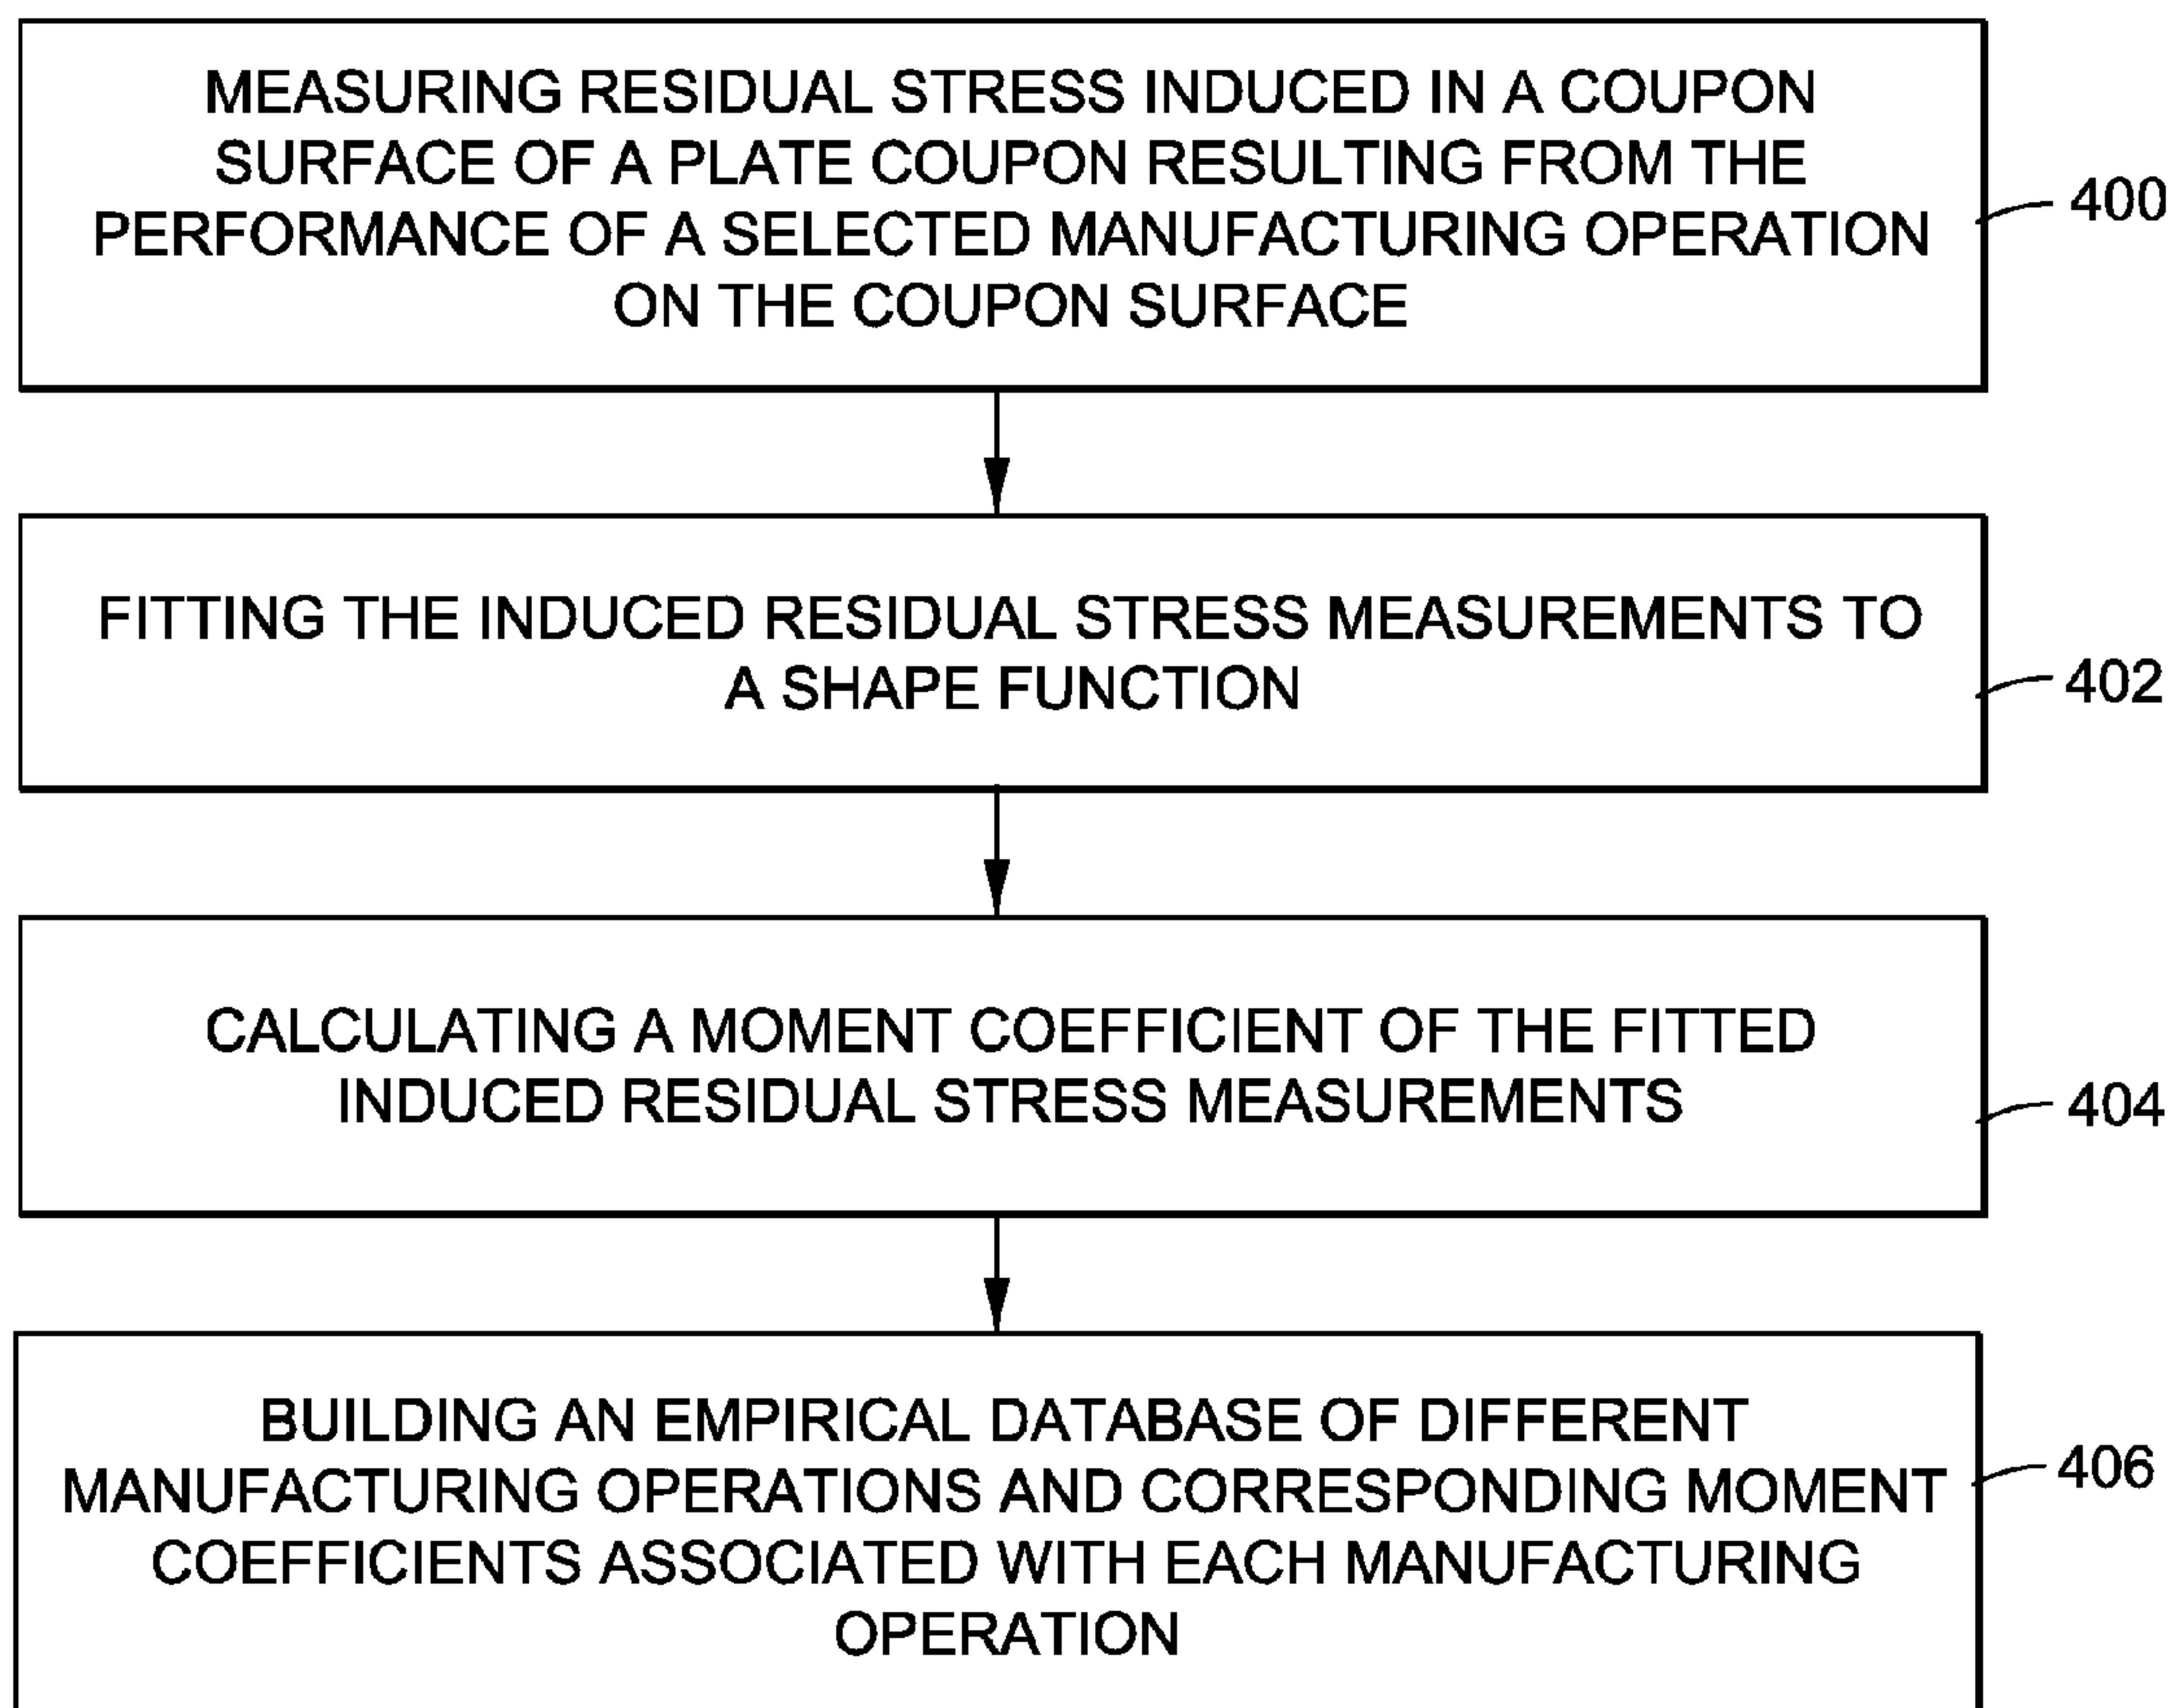 MEASURING RESIDUAL STRESS INDUCED IN A COUPON
SURFACE OF A PLATE COUPON RESULTING FROM THE
PERFORMANCE OF A SELECTED MANUFACTURING OPERATION
ON THE COUPON SURFACE
400
FITTING THE INDUCED RESIDUAL STRESS MEASUREMENTS TO
A SHAPE FUNCTION
402
CALCULATING A MOMENT COEFFICIENT OF THE FITTED
INDUCED RESIDUAL STRESS MEASUREMENTS
404
BUILDING AN EMPIRICAL DATABASE OF DIFFERENT
MANUFACTURING OPERATIONS AND CORRESPONDING MOMENT
COEFFICIENTS ASSOCIATED WITH EACH MANUFACTURING
OPERATION
406